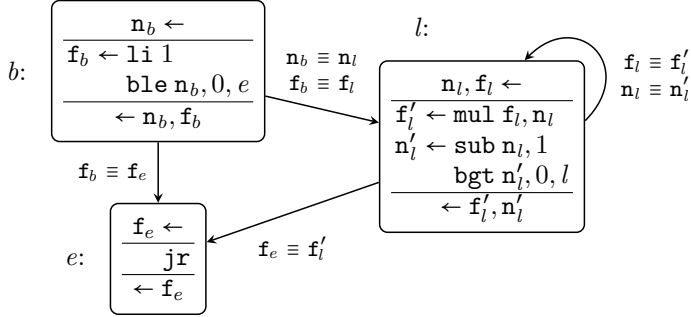 b:
n_b ←
f_b ← li 1
ble n_b, 0, e
← n_b, f_b
n_b ≡ n_l
f_b ≡ f_l
l:
n_l, f_l ←
f′_l ← mul f_l, n_l
n′_l ← sub n_l, 1
bgt n′_l, 0, l
← f′_l, n′_l
f_l ≡ f′_l
n_l ≡ n′_l
f_b ≡ f_e
e:
f_e ←
jr
← f_e
f_e ≡ f′_l